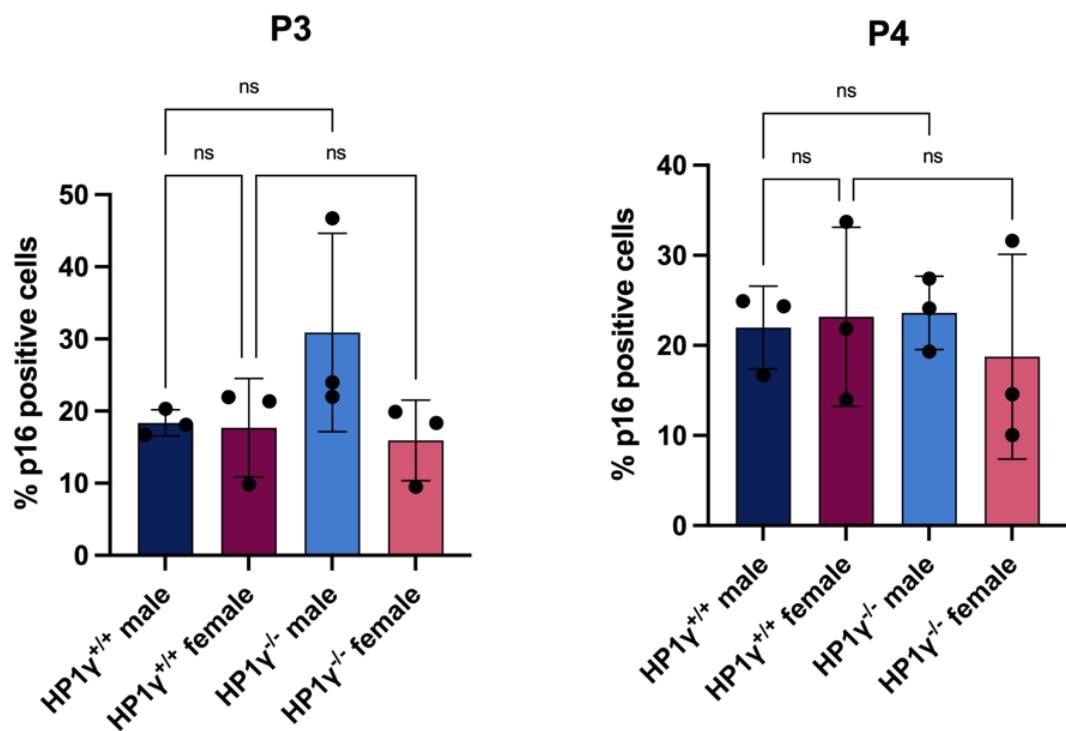 P3
ns
ns
ns
% p16 positive cells
50
40
30
20
10
0
HP1γ+/+ male
HP1γ+/+ female
HP1γ-/- male
HP1γ-/- female
P4
ns
ns
ns
% p16 positive cells
40
30
20
10
0
HP1γ+/+ male
HP1γ+/+ female
HP1γ-/- male
HP1γ-/- female